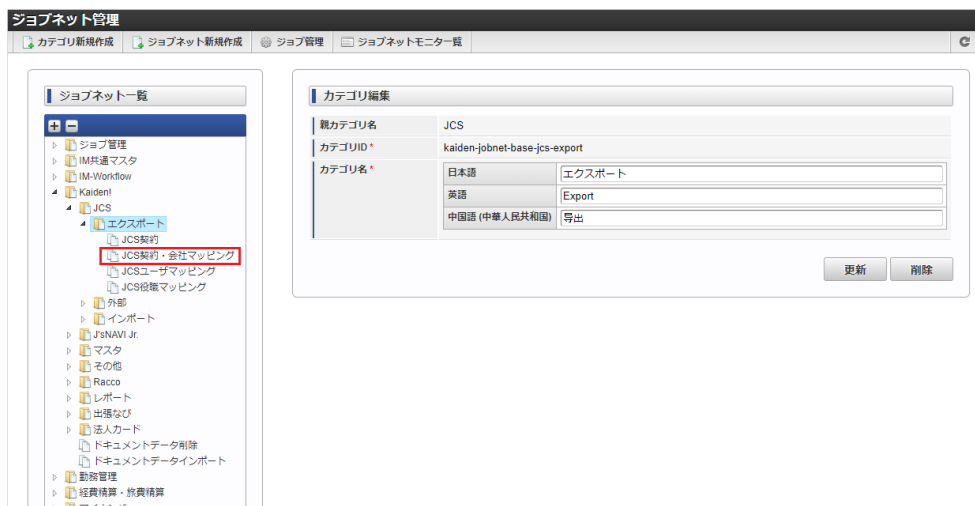 ジョブネット管理
カテゴリ新規作成 ジョブネット新規作成 ジョブ管理 ジョブネットモニタ一覧
ジョブネット一覧
ジョブ管理
IM共通マスタ
IM-Workflow
Kaiden!
JCS
エクスポート
JCS契約
JCS契約・会社マッピング
JCSユーザマッピング
JCS役職マッピング
外部
インポート
J'sNAVI Jr.
マスタ
その他
Racco
レポート
出張なび
法人カード
ドキュメントデータ削除
ドキュメントデータインポート
勤務管理
経費精算・旅費精算
カテゴリ編集
親カテゴリ名 JCS
カテゴリID * kaiden-jobnet-base-jcs-export
カテゴリ名 *
日本語 エクスポート
英語 Export
中国語 (中華人民共和国) 导出
更新 削除